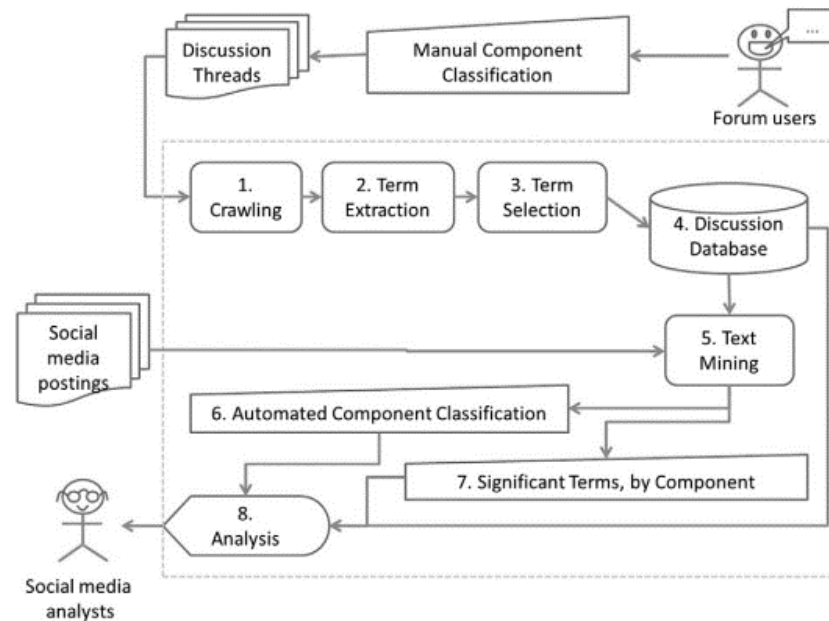 ...
Discussion
Threads
Manual Component
Classification
Forum users
1.
Crawling
2. Term
Extraction
3. Term
Selection
4. Discussion
Database
Social
media
postings
5. Text
Mining
6. Automated Component Classification
7. Significant Terms, by Component
8.
Analysis
Social media
analysts